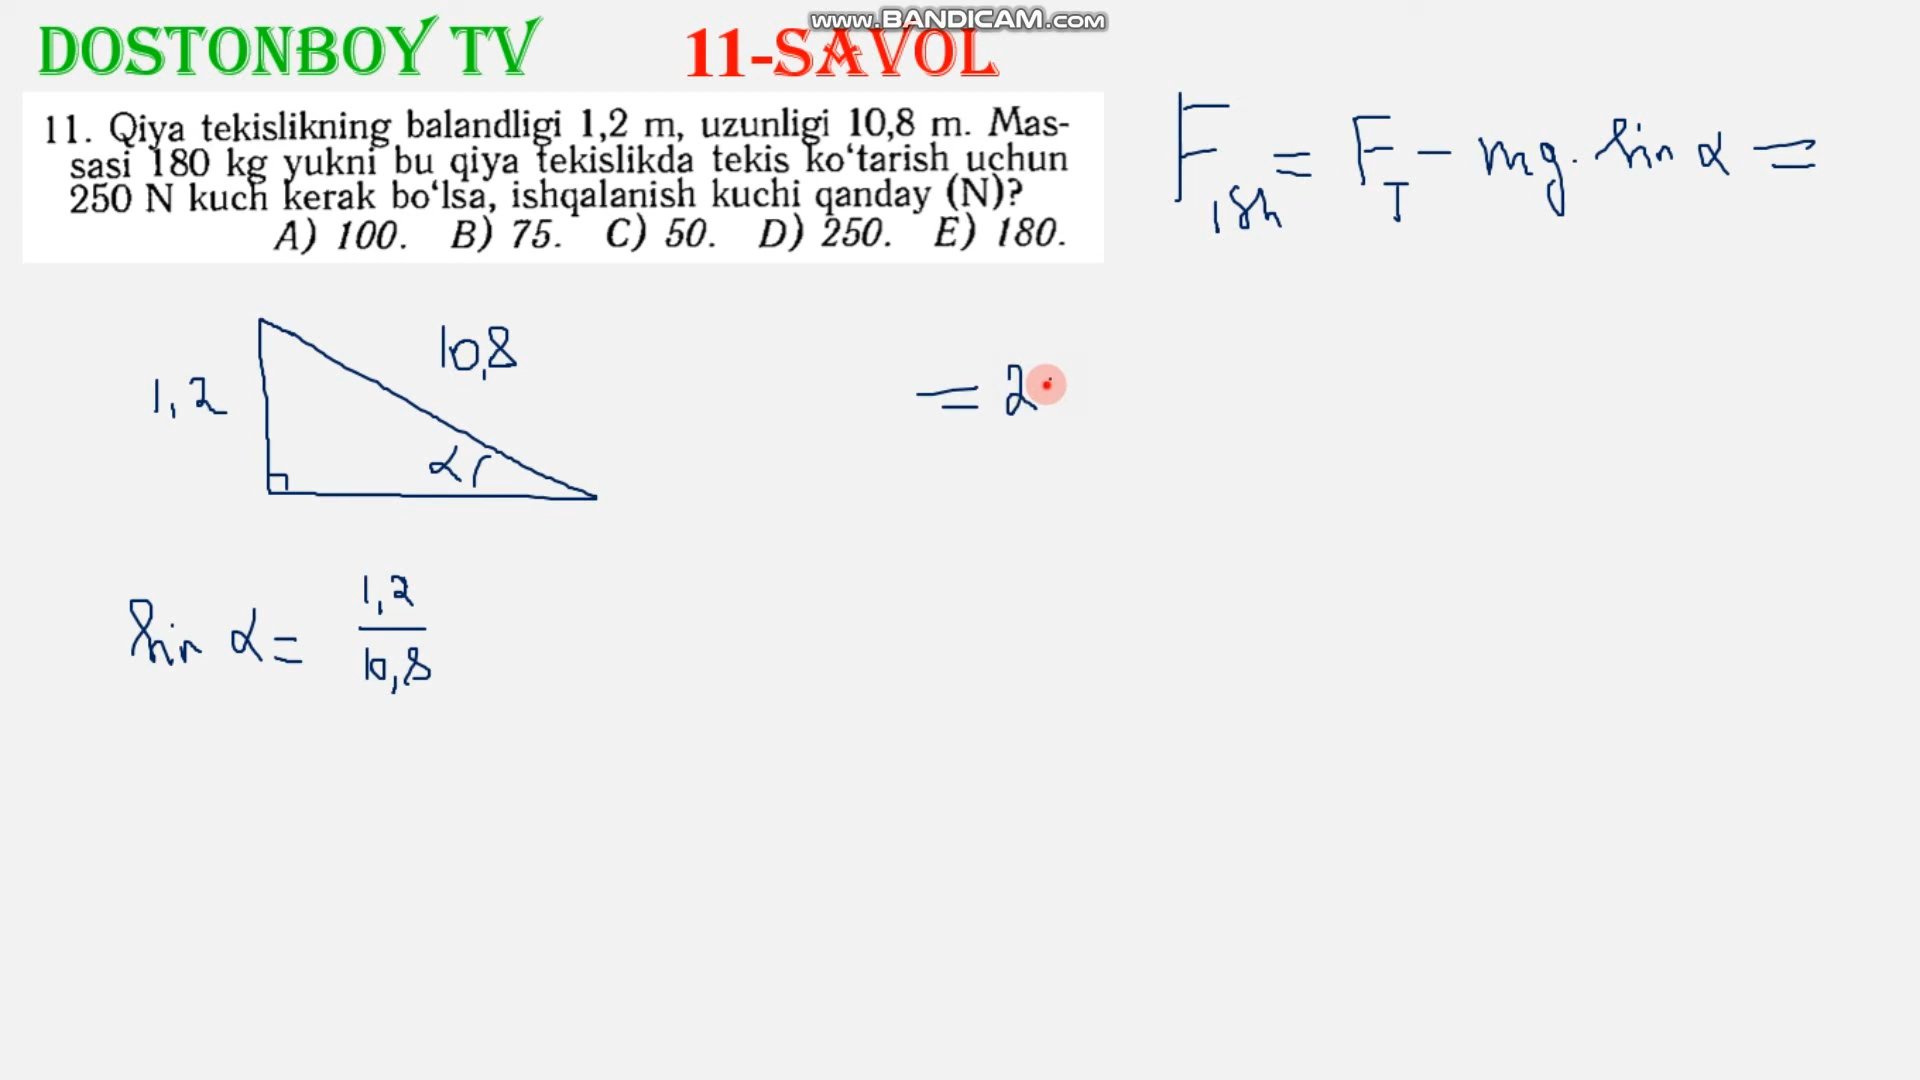 www.BANDICAM.com
DOSTONBOY TV 11-SAVOL
11. Qiya tekislikning balandligi 1,2 m, uzunligi 10,8 m. Mas-
sasi 180 kg yukni bu qiya tekislikda tekis ko‘tarish uchun
250 N kuch kerak bo‘lsa, ishqalanish kuchi qanday (N)?
A) 100. B) 75. C) 50. D) 250. E) 180.
F ish = F T - mg · sin α =
10,8
1,2
α
= 2
sin α = 1,2 / 10,8